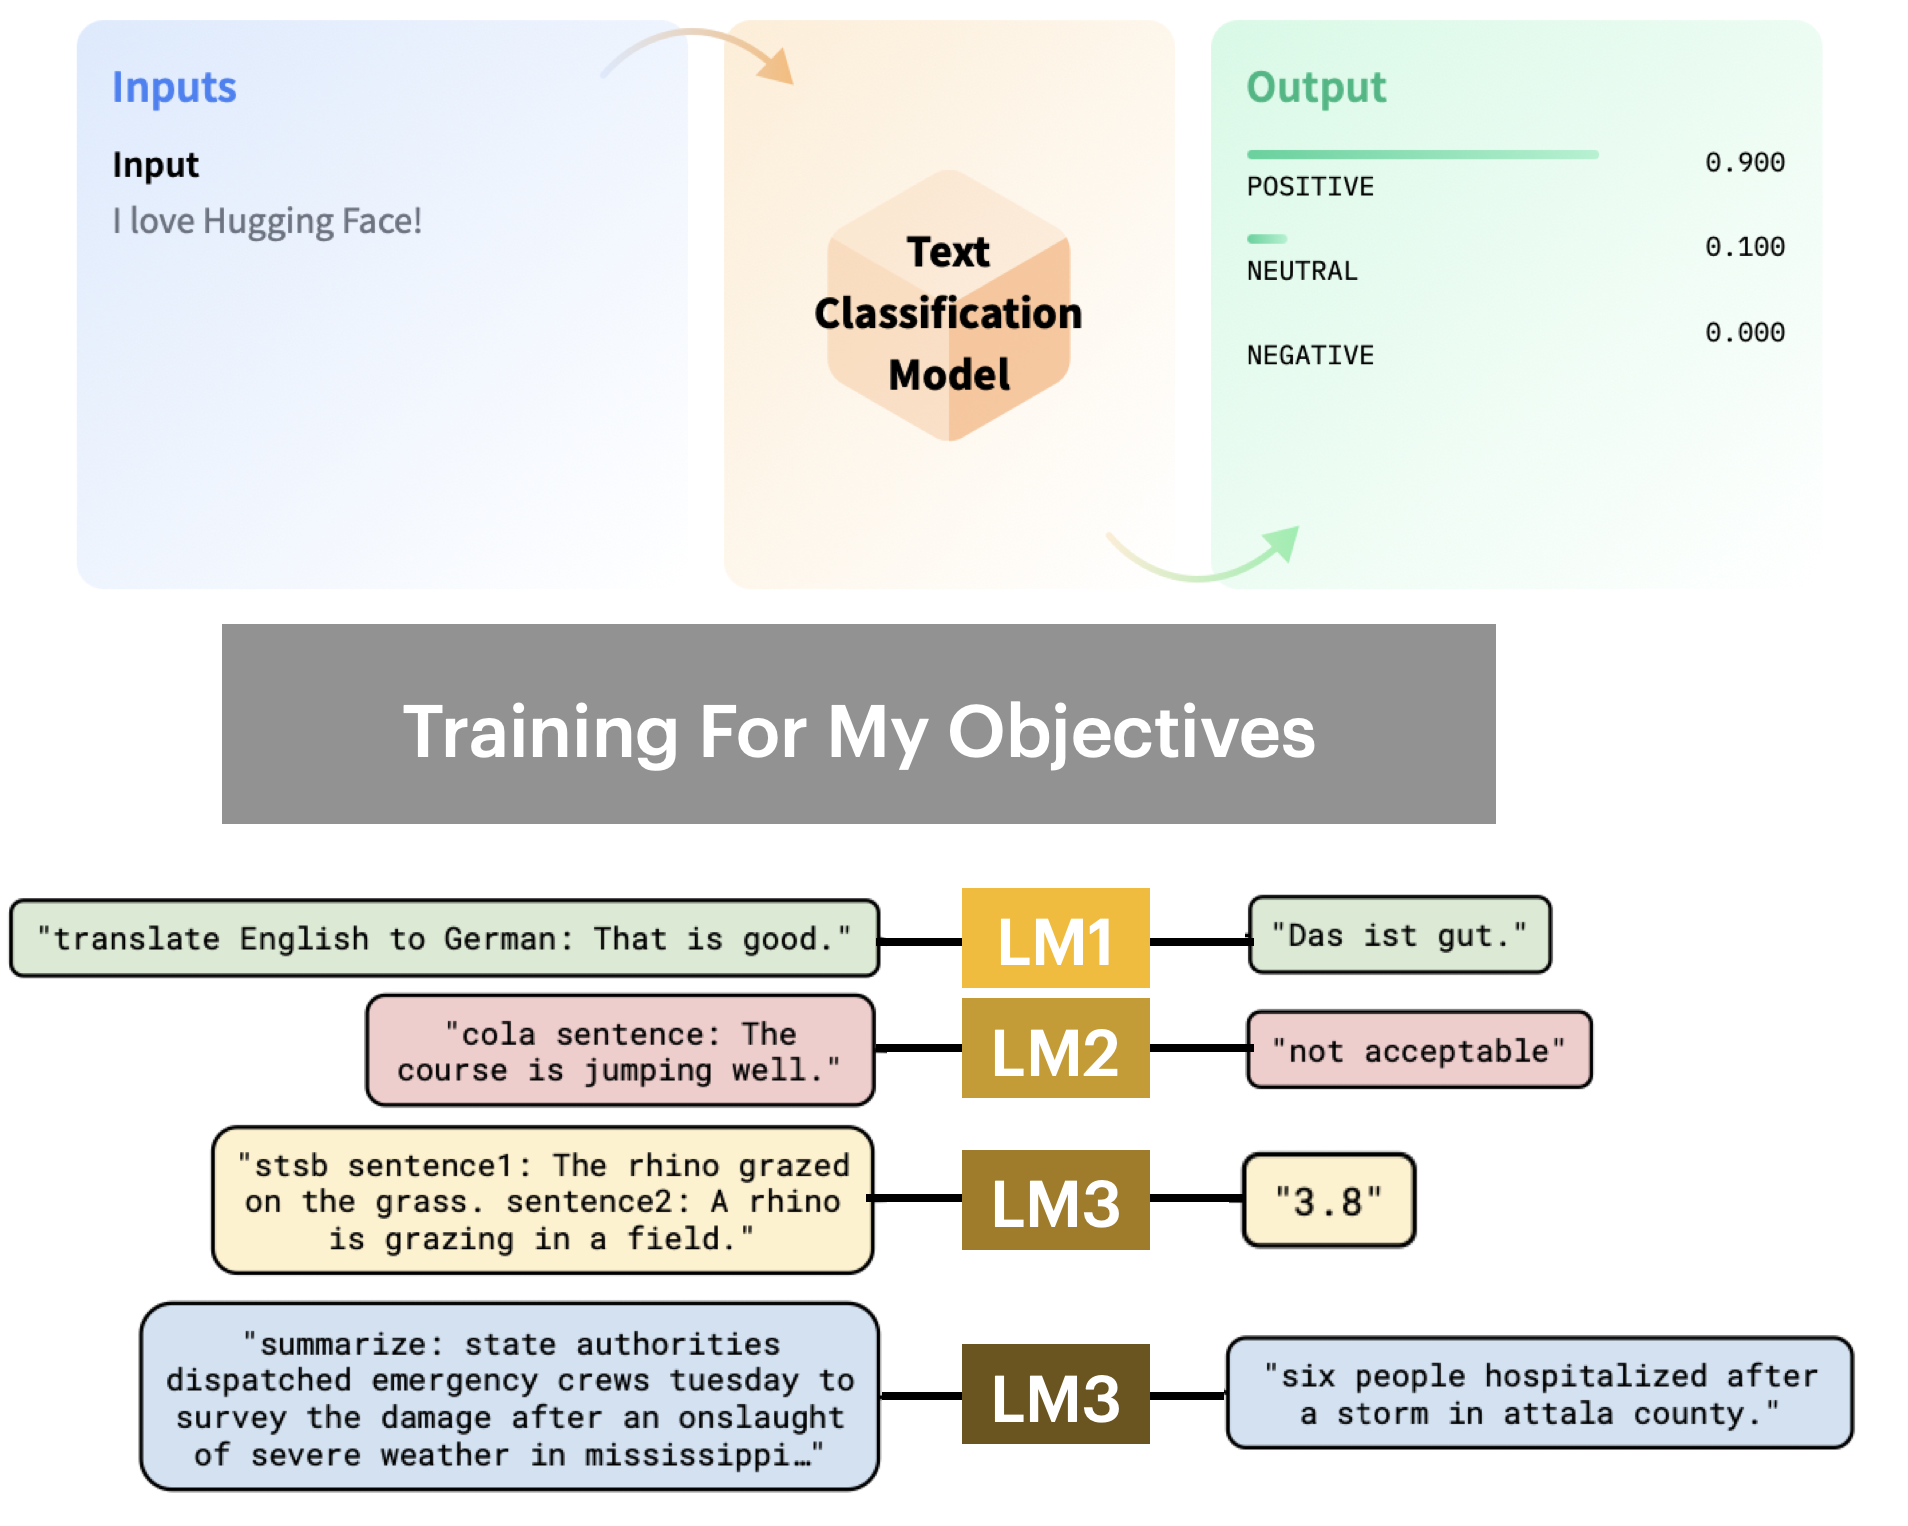 Inputs
Input
I love Hugging Face!
Text
Classification
Model
Output
0.900
POSITIVE
0.100
NEUTRAL
0.000
NEGATIVE
Training For My Objectives
"translate English to German: That is good."
LM1
"Das ist gut."
"cola sentence: The
course is jumping well."
LM2
"not acceptable"
"stsb sentence1: The rhino grazed
on the grass. sentence2: A rhino
is grazing in a field."
LM3
"3.8"
"summarize: state authorities
dispatched emergency crews tuesday to
survey the damage after an onslaught
of severe weather in mississippi…"
LM3
"six people hospitalized after
a storm in attala county."